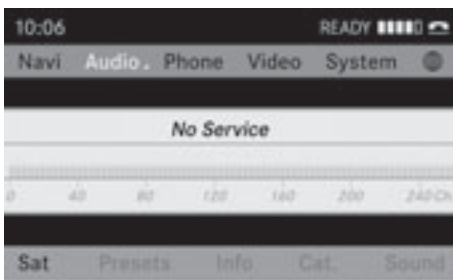 10:06 READY
Navi Audio Phone Video System
No Service
0 40 80 120 160 200 240 Ch
Sat Presets Info Cat. Sound